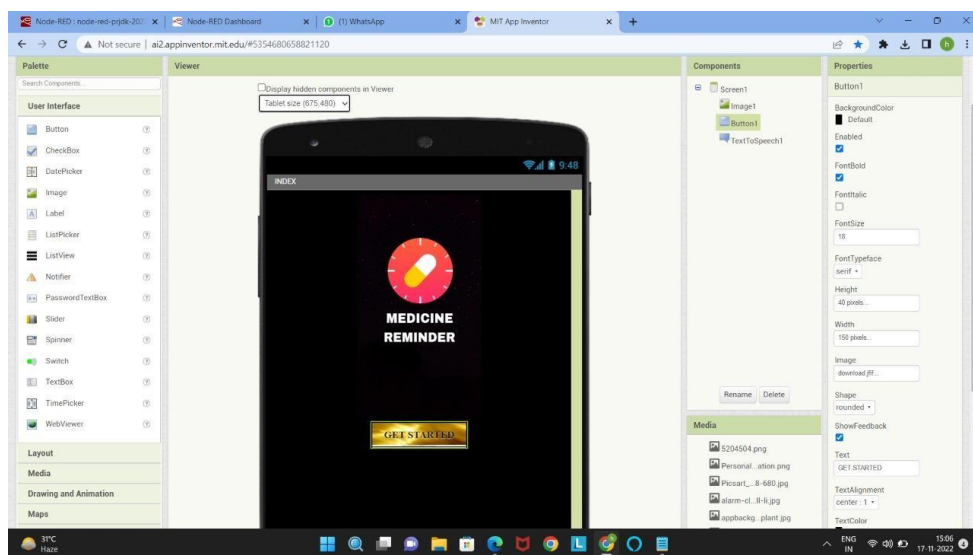 Node-RED : node-red-prjdk-202
Node-RED Dashboard
(1) WhatsApp
MIT App Inventor
Not secure | ai2.appinventor.mit.edu/#5354680658821120
Palette
Search Components...
User Interface
Button
CheckBox
DatePicker
Image
Label
ListPicker
ListView
Notifier
PasswordTextBox
Slider
Spinner
Switch
TextBox
TimePicker
WebViewer
Layout
Media
Drawing and Animation
Maps
Viewer
Display hidden components in Viewer
Tablet size (675,480)
9:48
INDEX
MEDICINE
REMINDER
GET STARTED
Components
Screen1
Image1
Button1
TextToSpeech1
Rename Delete
Media
5204504.png
Personal...ation.png
Picsart_...8-680.jpg
alarm-cl...ll-li.jpg
appbackg...plant.jpg
Properties
Button1
BackgroundColor
Default
Enabled
FontBold
FontItalic
FontSize
18
FontTypeface
serif
Height
40 pixels...
Width
150 pixels...
Image
download.jfif...
Shape
rounded
ShowFeedback
Text
GET STARTED
TextAlignment
center : 1
TextColor
31°C
Haze
ENG
IN
15:06
17-11-2022